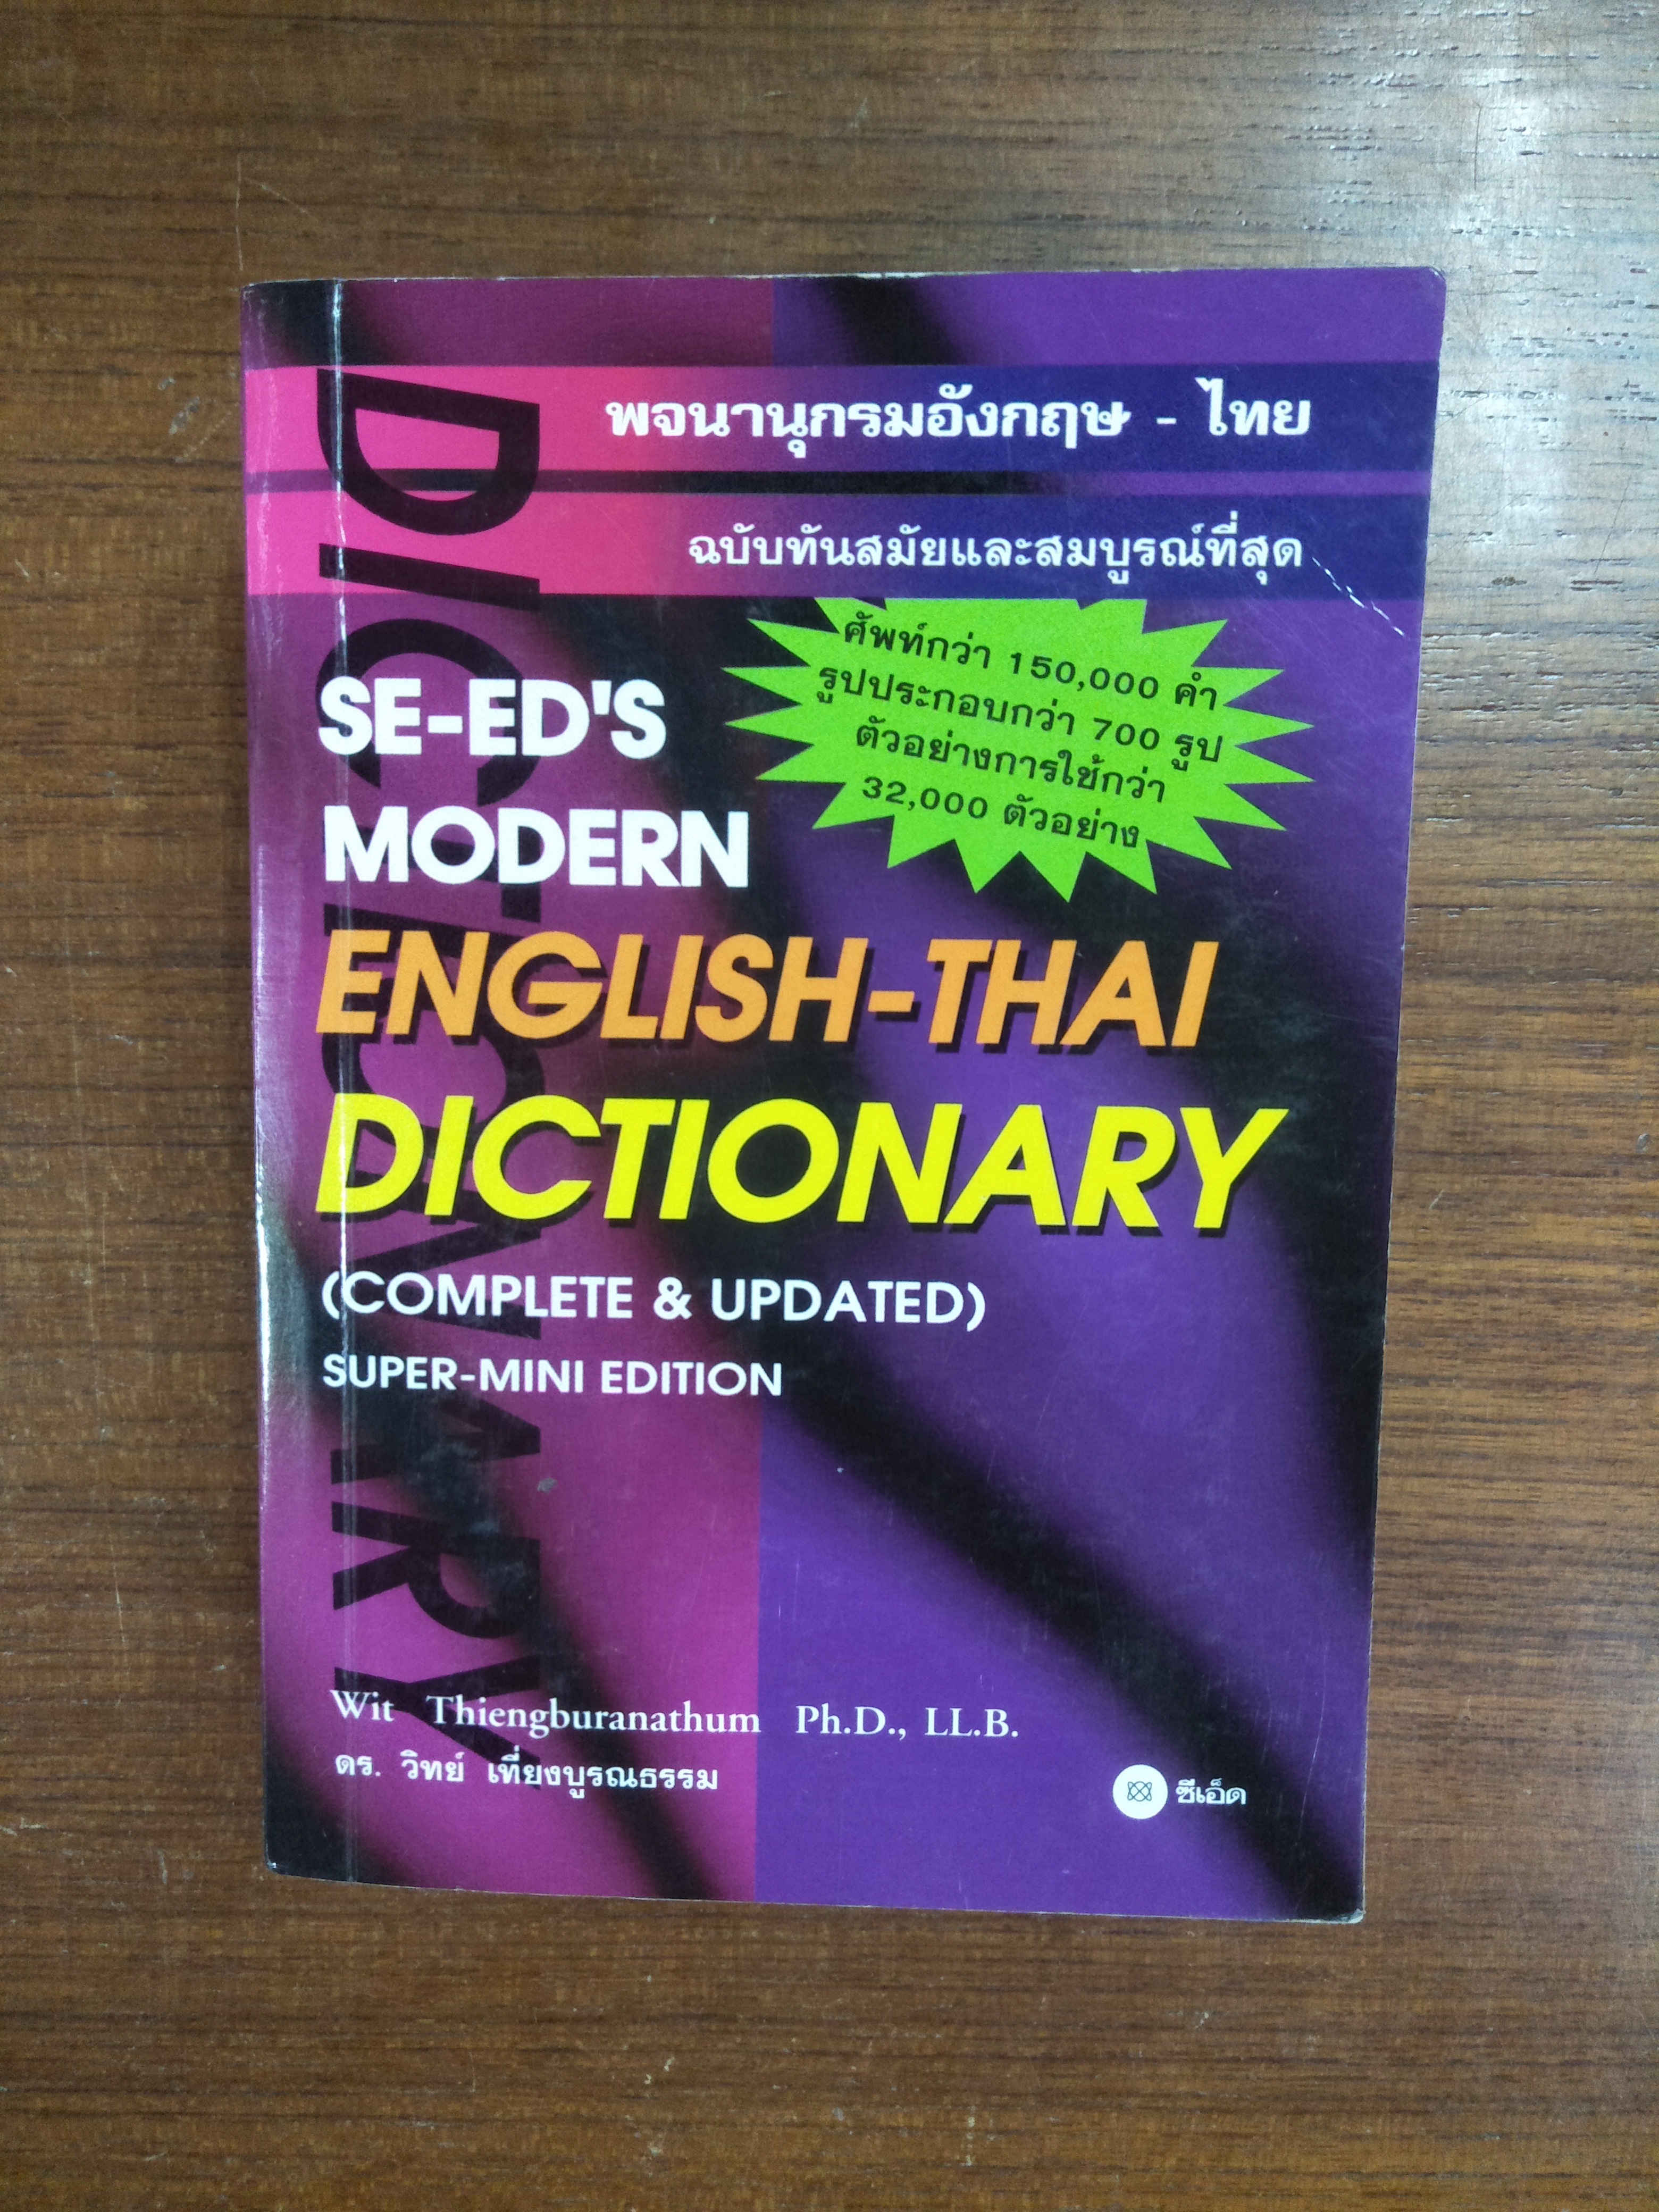 พจนานุกรมอังกฤษ - ไทย
ฉบับทันสมัยและสมบูรณ์ที่สุด
ศัพท์กว่า 150,000 คำ
รูปประกอบกว่า 700 รูป
ตัวอย่างการใช้กว่า
32,000 ตัวอย่าง
DICTIONARY
SE-ED'S
MODERN
ENGLISH-THAI
DICTIONARY
(COMPLETE & UPDATED)
SUPER-MINI EDITION
Wit Thiengburanathum Ph.D., LL.B.
ดร. วิทย์ เที่ยงบูรณธรรม
ซีเอ็ด